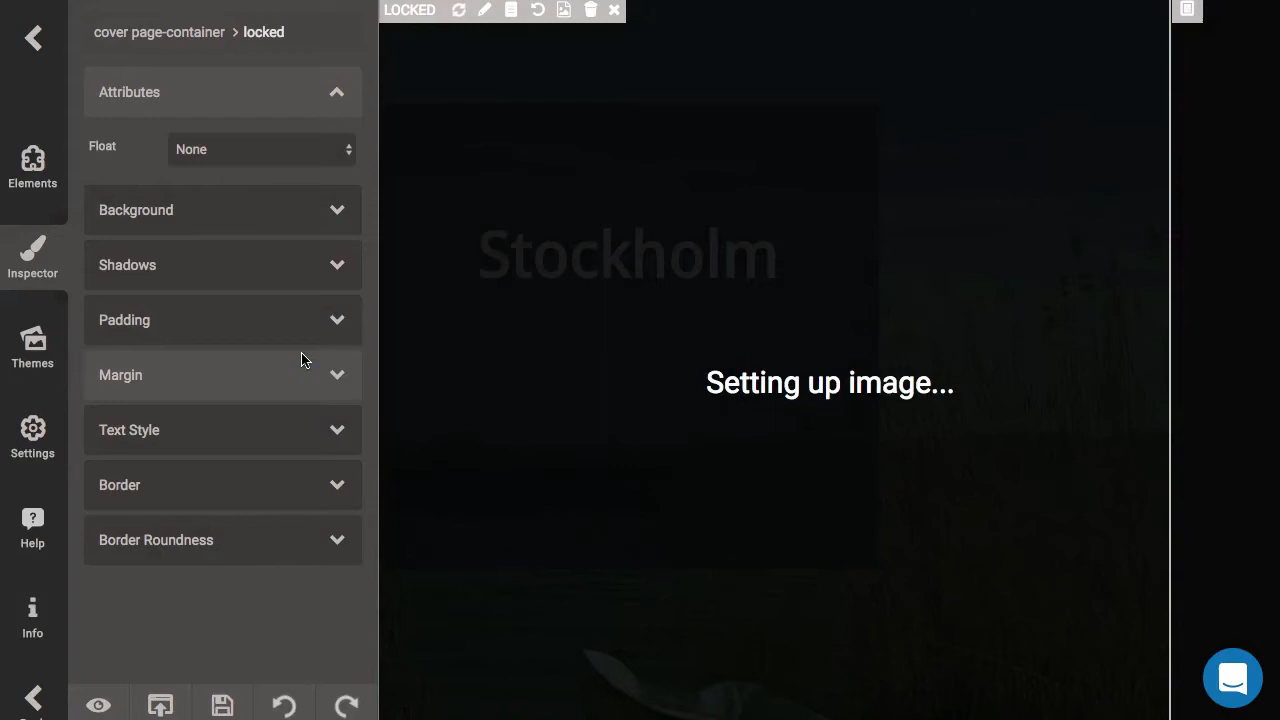 LOCKED
cover page-container > locked
Attributes
Float
None
Elements
Background
Inspector
Shadows
Stockholm
Padding
Themes
Margin
Setting up image...
Settings
Text Style
Border
Help
Border Roundness
Info